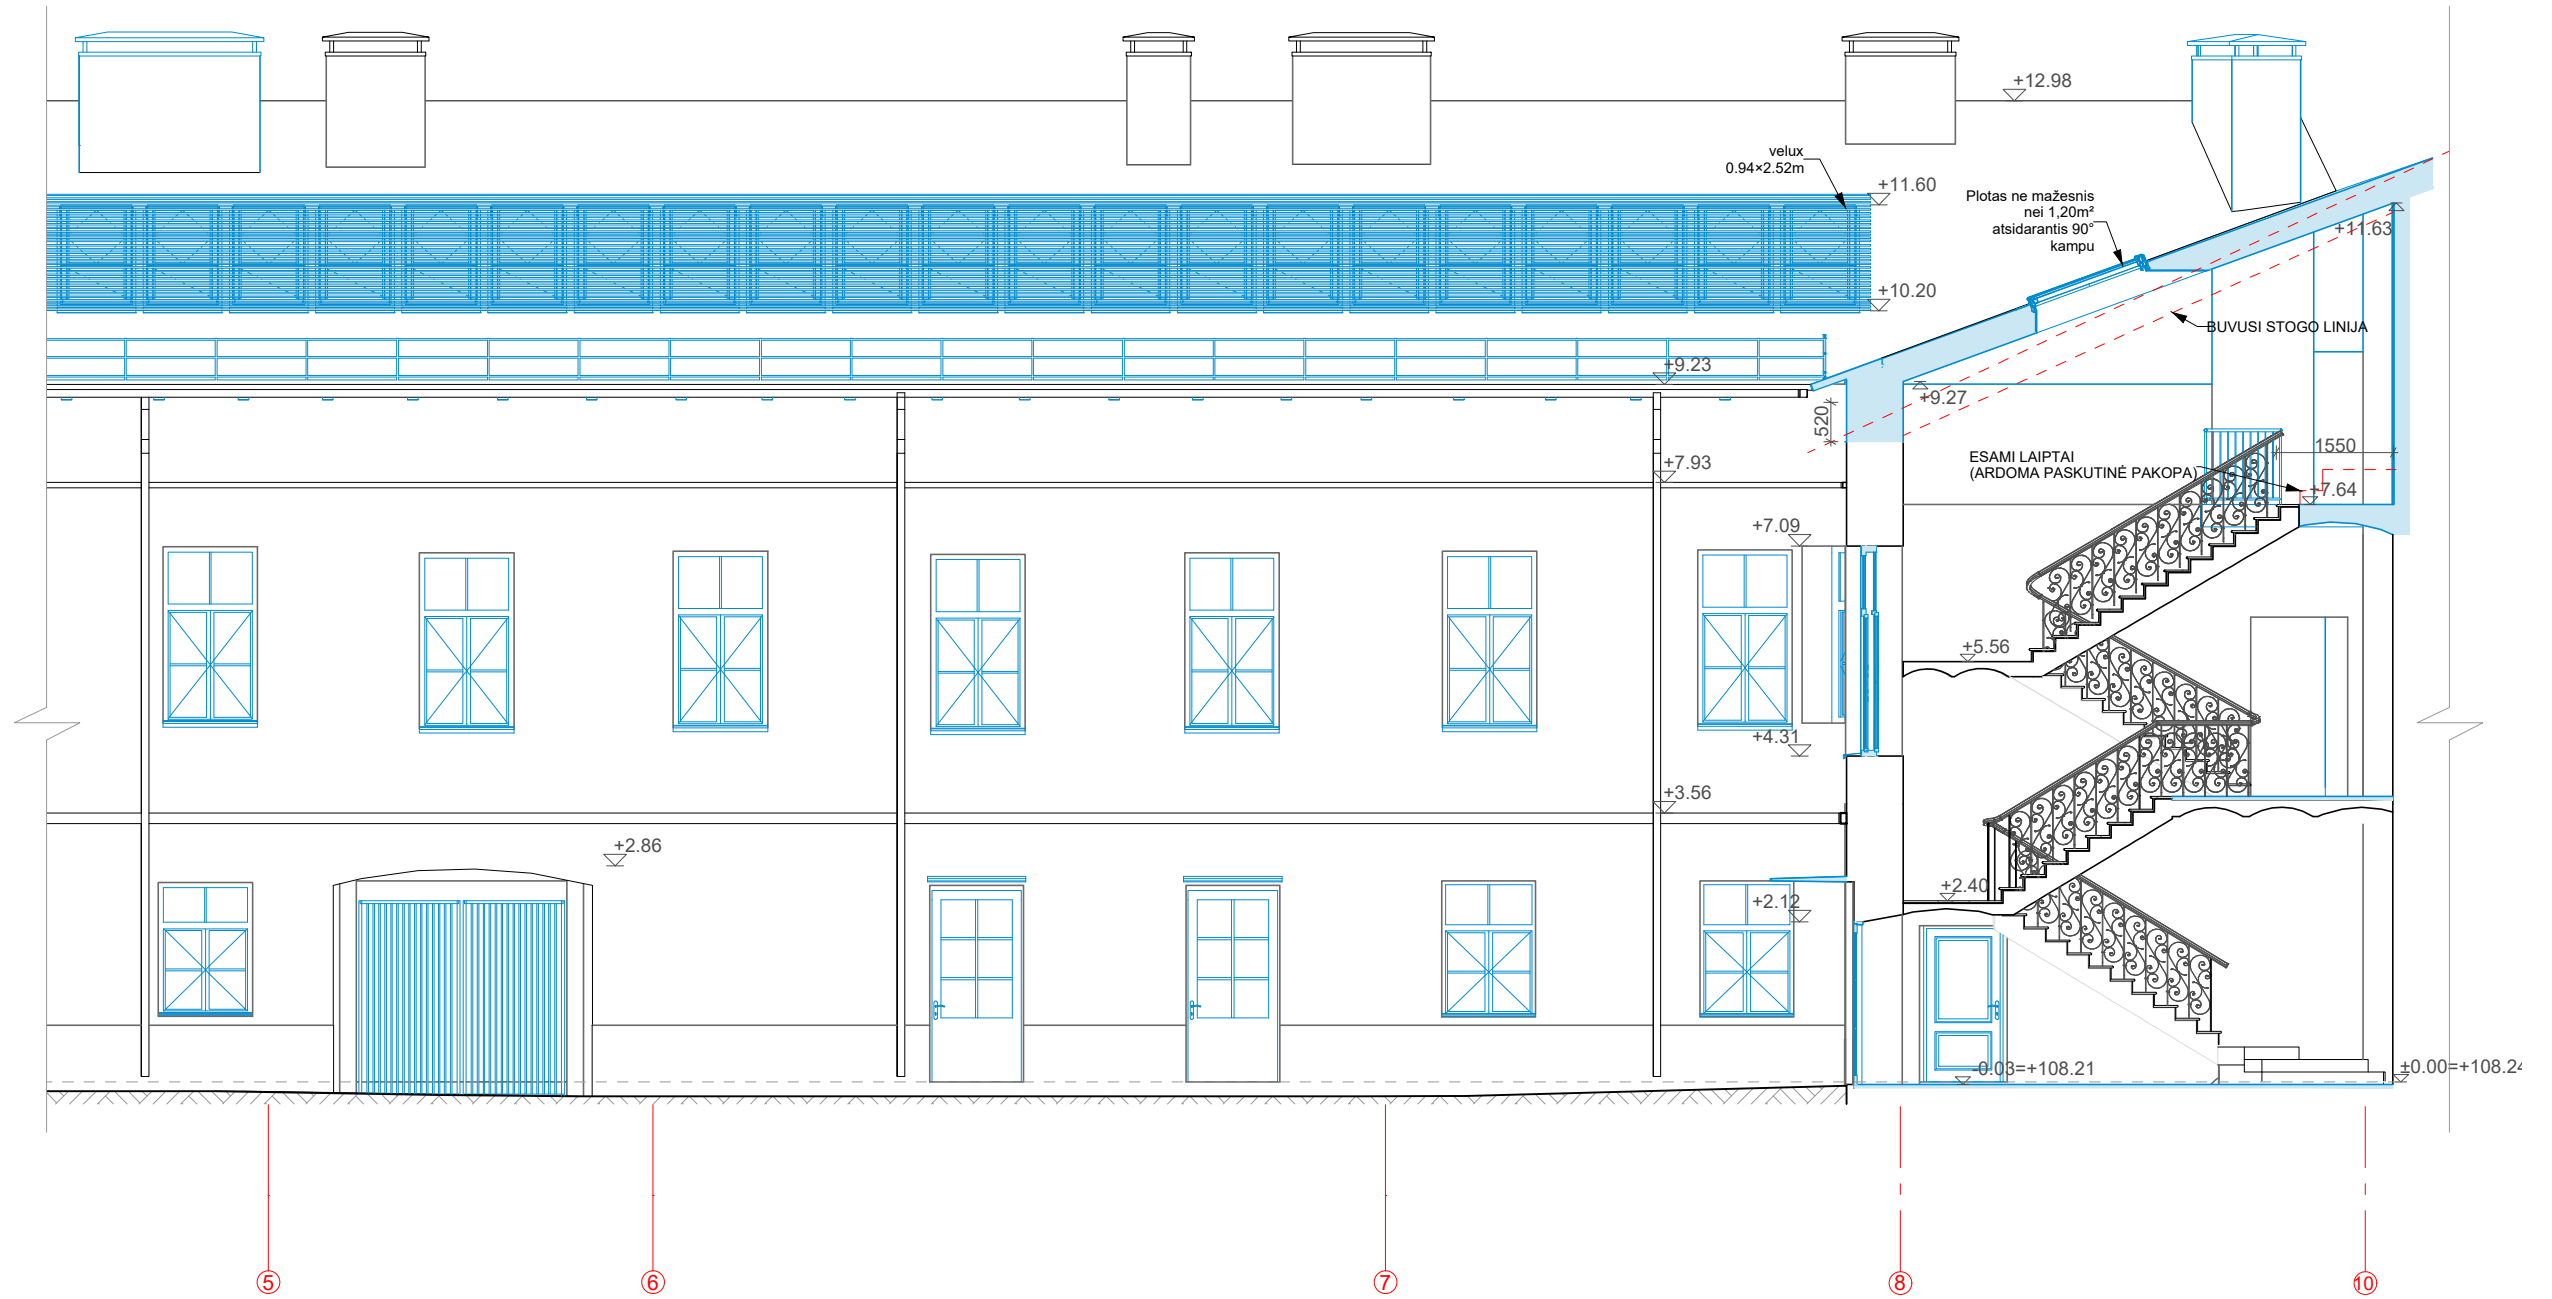 +12.98
velux
0.94×2.52m
+11.60
Plotas ne mažesnis
nei 1,20m²
atsidarantis 90°
kampu
+11.63
+10.20
BUVUSI STOGO LINIJA
+9.23
+9.27
520
1550
ESAMI LAIPTAI
(ARDOMA PASKUTINĖ PAKOPA)
+7.93
+7.64
+7.09
+5.56
+4.31
+3.56
+2.86
+2.40
+2.12
-0.03=+108.21
±0.00=+108.24
5
6
7
8
10